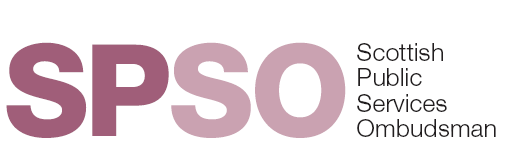 SPSO
Scottish
Public
Services
Ombudsman